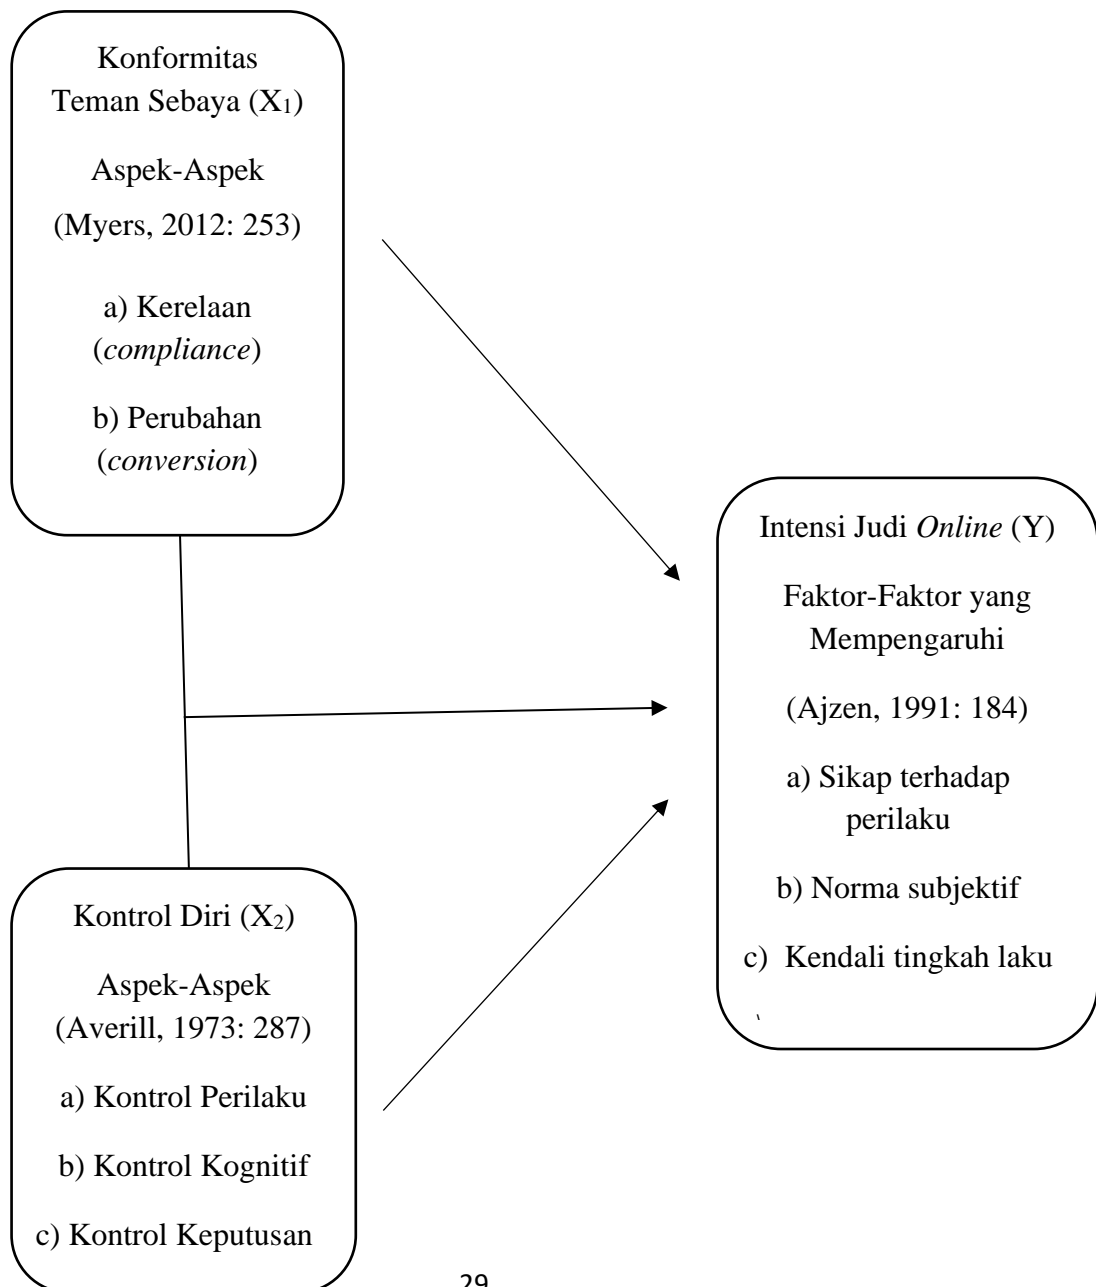 Konformitas
Teman Sebaya (X₁)
Aspek-Aspek
(Myers, 2012: 253)
a) Kerelaan
(compliance)
b) Perubahan
(conversion)
Intensi Judi Online (Y)
Faktor-Faktor yang
Mempengaruhi
(Ajzen, 1991: 184)
a) Sikap terhadap
perilaku
b) Norma subjektif
c) Kendali tingkah laku
Kontrol Diri (X₂)
Aspek-Aspek
(Averill, 1973: 287)
a) Kontrol Perilaku
b) Kontrol Kognitif
c) Kontrol Keputusan
29